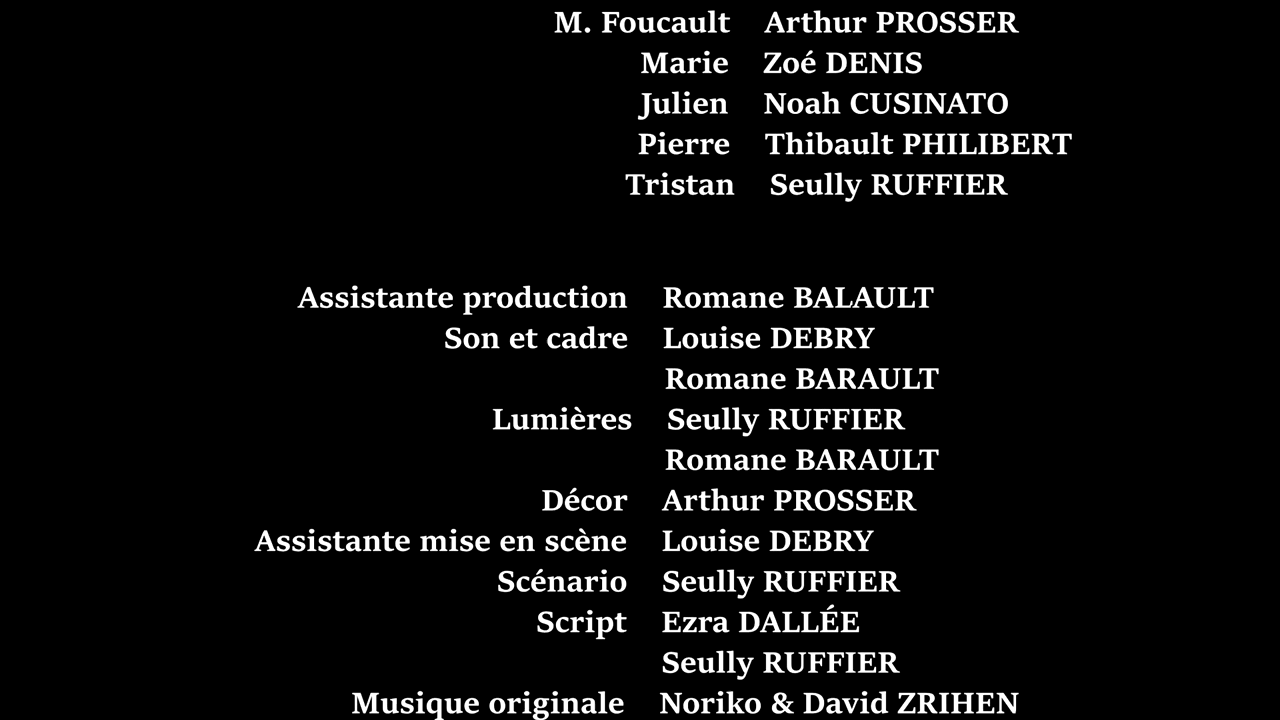 M. Foucault Arthur PROSSER
Marie Zoé DENIS
Julien Noah CUSINATO
Pierre Thibault PHILIBERT
Tristan Seully RUFFIER
Assistante production Romane BALAULT
Son et cadre Louise DEBRY
Romane BARAULT
Lumières Seully RUFFIER
Romane BARAULT
Décor Arthur PROSSER
Assistante mise en scène Louise DEBRY
Scénario Seully RUFFIER
Script Ezra DALLÉE
Seully RUFFIER
Musique originale Noriko & David ZRIHEN